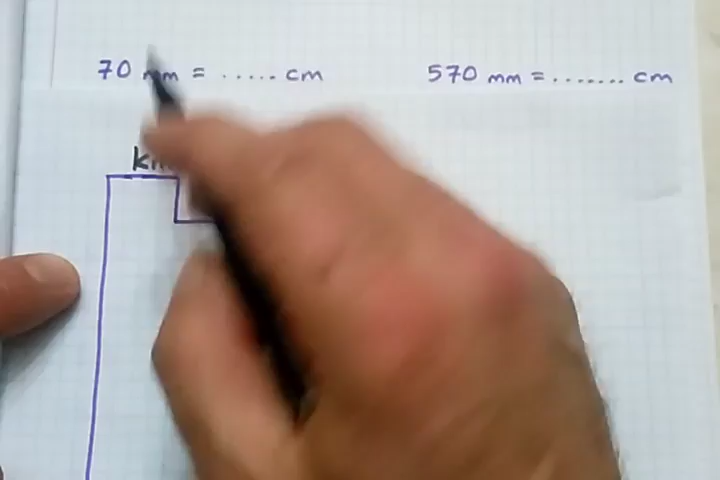 70 mm = ..... cm 570 mm = ....... cm